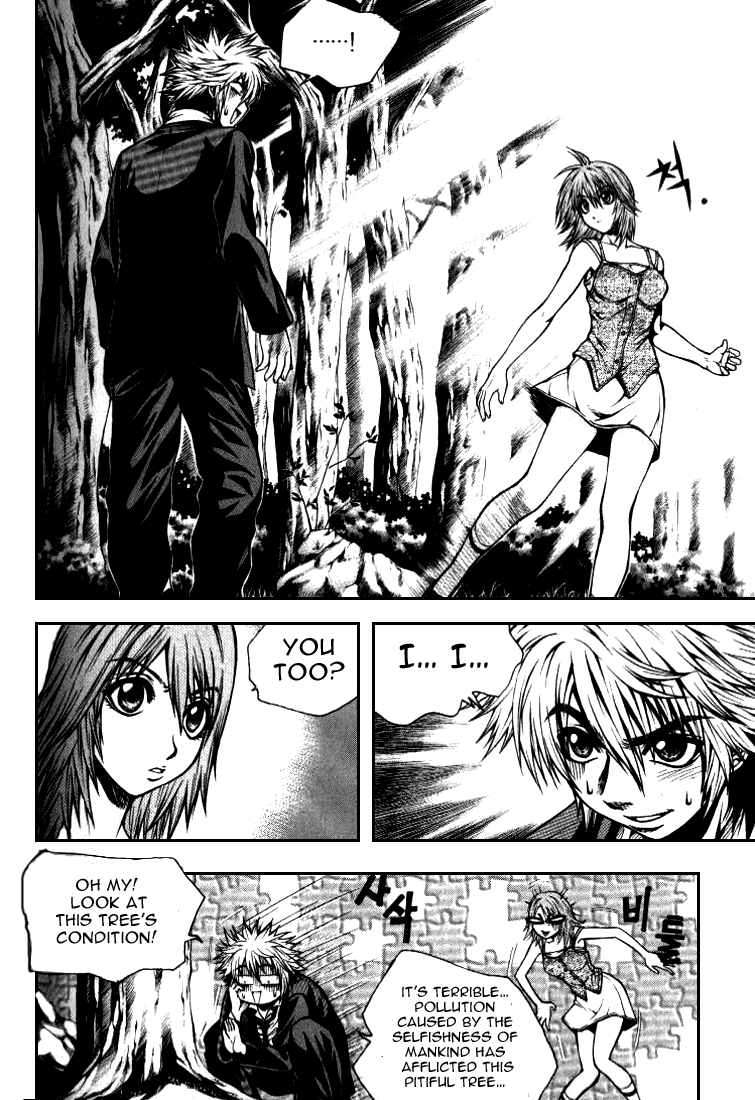 ......!
척.
YOU
TOO?
I... I...
OH MY!
LOOK AT
THIS TREE'S
CONDITION!
사삭
비
IT'S TERRIBLE...
POLLUTION
CAUSED BY THE
SELFISHNESS OF
MANKIND HAS
AFFLICTED THIS
PITIFUL TREE...